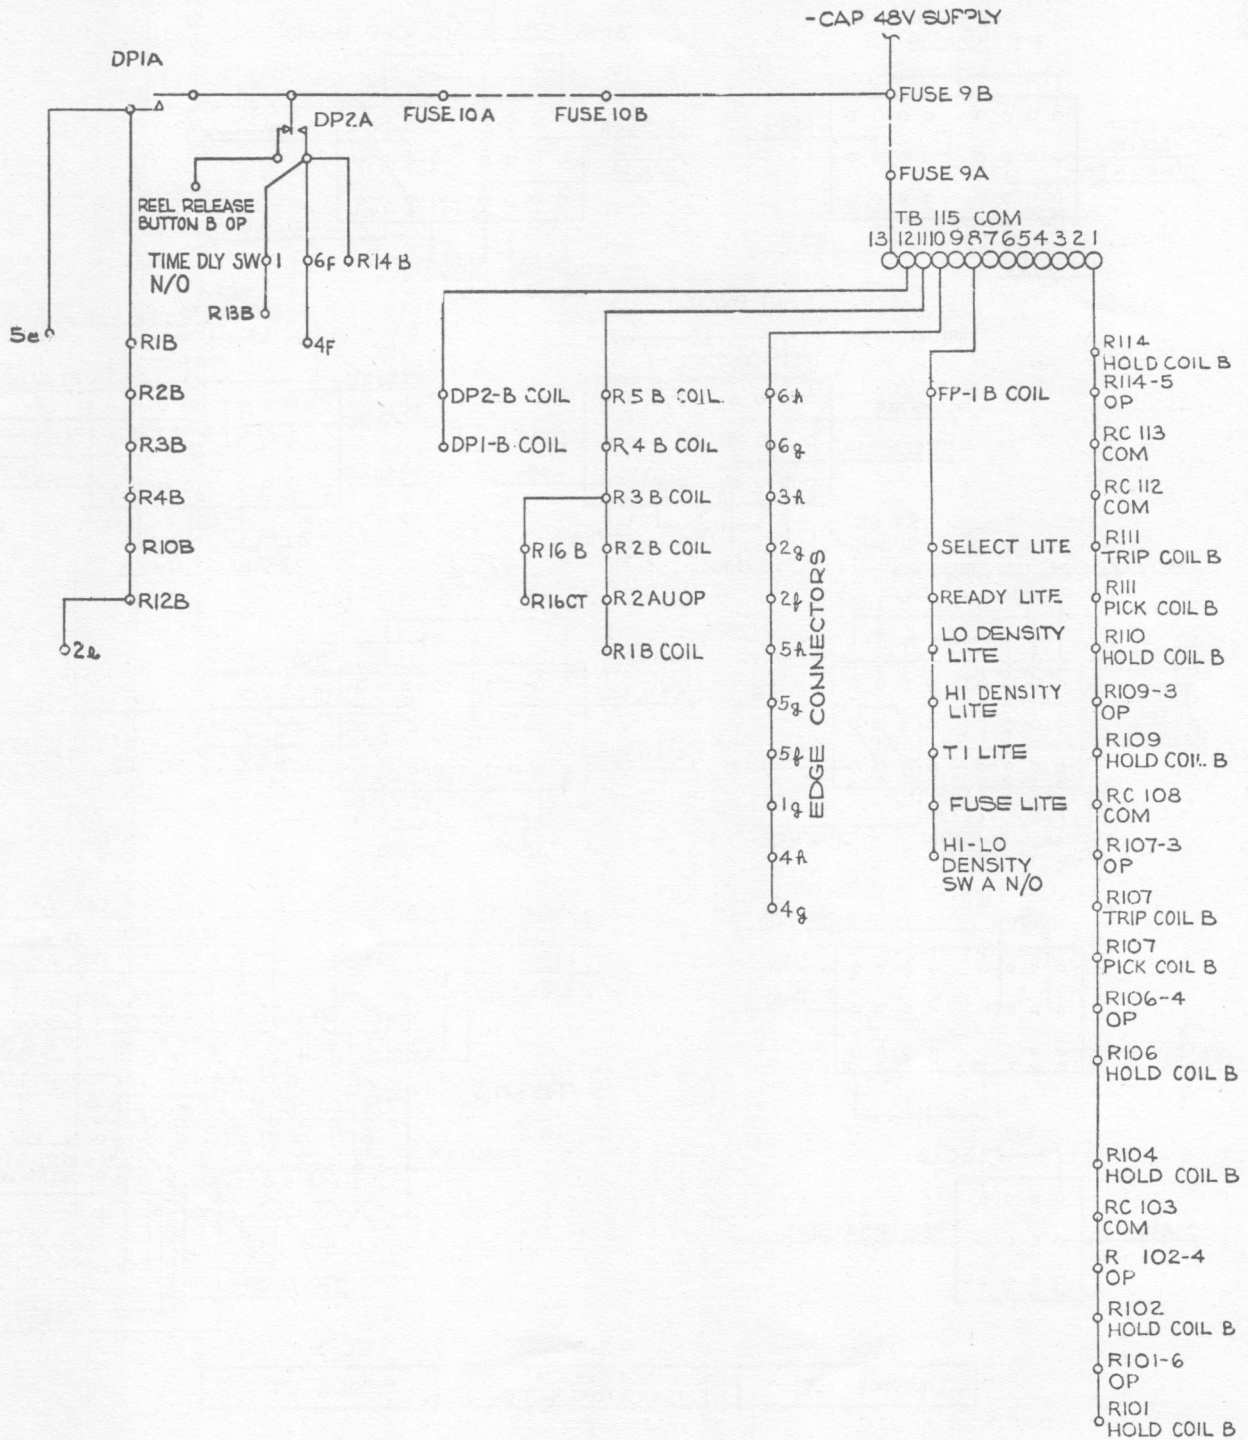 -CAP 48V SUPPLY
DP1A
FUSE 9B
FUSE 10A
FUSE 10B
DP2A
FUSE 9A
REEL RELEASE
BUTTON B OP
TB 115 COM
13 12 11 10 9 8 7 6 5 4 3 2 1
TIME DLY SW 1
N/O
6F
R14B
R13B
4F
5e
R1B
R2B
R3B
R4B
R10B
R12B
2e
DP2-B COIL
DP1-B COIL
R5 B COIL
R4 B COIL
R3 B COIL
R2 B COIL
R2AU OP
R1B COIL
R16 B
R16CT
6h
6g
3h
2g
2f
5h
5g
5f
1g
4h
4g
EDGE CONNECTORS
FP-1 B COIL
SELECT LITE
READY LITE
LO DENSITY
LITE
HI DENSITY
LITE
T I LITE
FUSE LITE
HI-LO
DENSITY
SW A N/O
R114
HOLD COIL B
R114-5
OP
RC 113
COM
RC 112
COM
R111
TRIP COIL B
R111
PICK COIL B
R110
HOLD COIL B
R109-3
OP
R109
HOLD COIL B
RC 108
COM
R107-3
OP
R107
TRIP COIL B
R107
PICK COIL B
R106-4
OP
R106
HOLD COIL B
R104
HOLD COIL B
RC 103
COM
R 102-4
OP
R102
HOLD COIL B
R101-6
OP
R101
HOLD COIL B